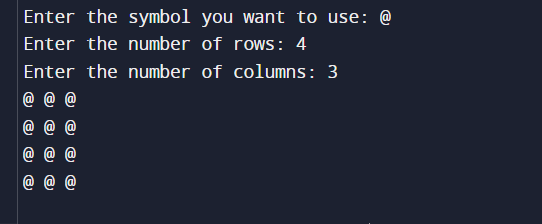 Enter the symbol you want to use: @
Enter the number of rows: 4
Enter the number of columns: 3
@ @ @
@ @ @
@ @ @
@ @ @